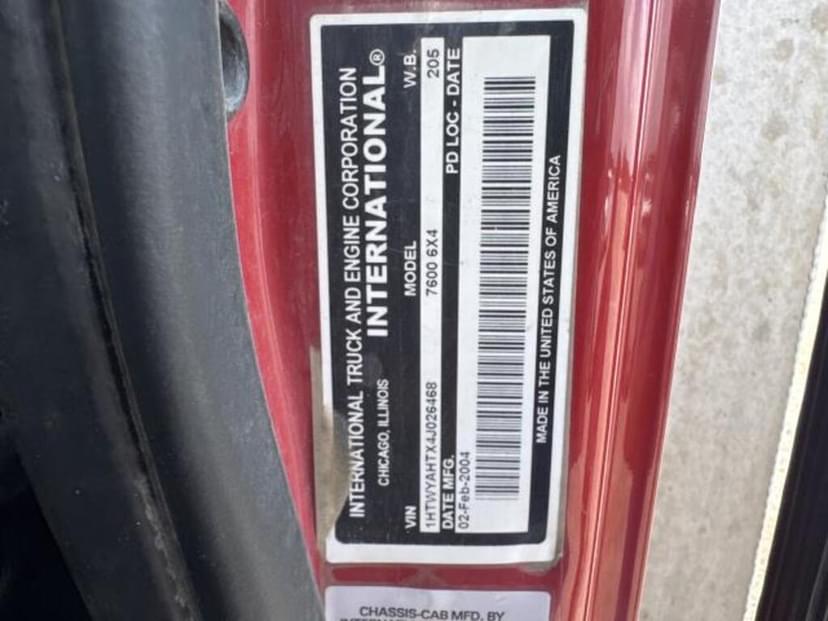 INTERNATIONAL TRUCK AND ENGINE CORPORATION
CHICAGO, ILLINOIS INTERNATIONAL®
VIN MODEL W.B.
1HTWYAHTX4J026468 7600 6X4 205
DATE MFG. PD LOC - DATE
02-Feb-2004
MADE IN THE UNITED STATES OF AMERICA
CHASSIS-CAB MFD. BY